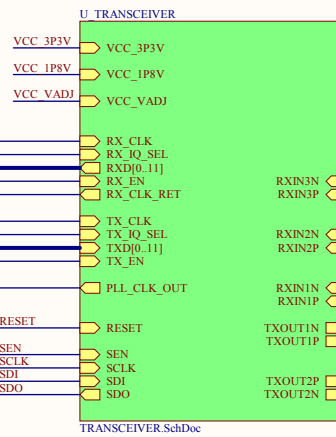 U_TRANSCEIVER
VCC_3P3V VCC_3P3V
VCC_1P8V VCC_1P8V
VCC_VADJ VCC_VADJ
RX_CLK
RX_IQ_SEL
RXD[0..11]
RX_EN RXIN3N
RX_CLK_RET RXIN3P
TX_CLK
TX_IQ_SEL RXIN2N
TXD[0..11] RXIN2P
TX_EN
PLL_CLK_OUT RXIN1N
RXIN1P
RESET RESET TXOUT1N
TXOUT1P
SEN SEN
SCLK SCLK
SDI SDI TXOUT2P
SDO SDO TXOUT2N
TRANSCEIVER.SchDoc